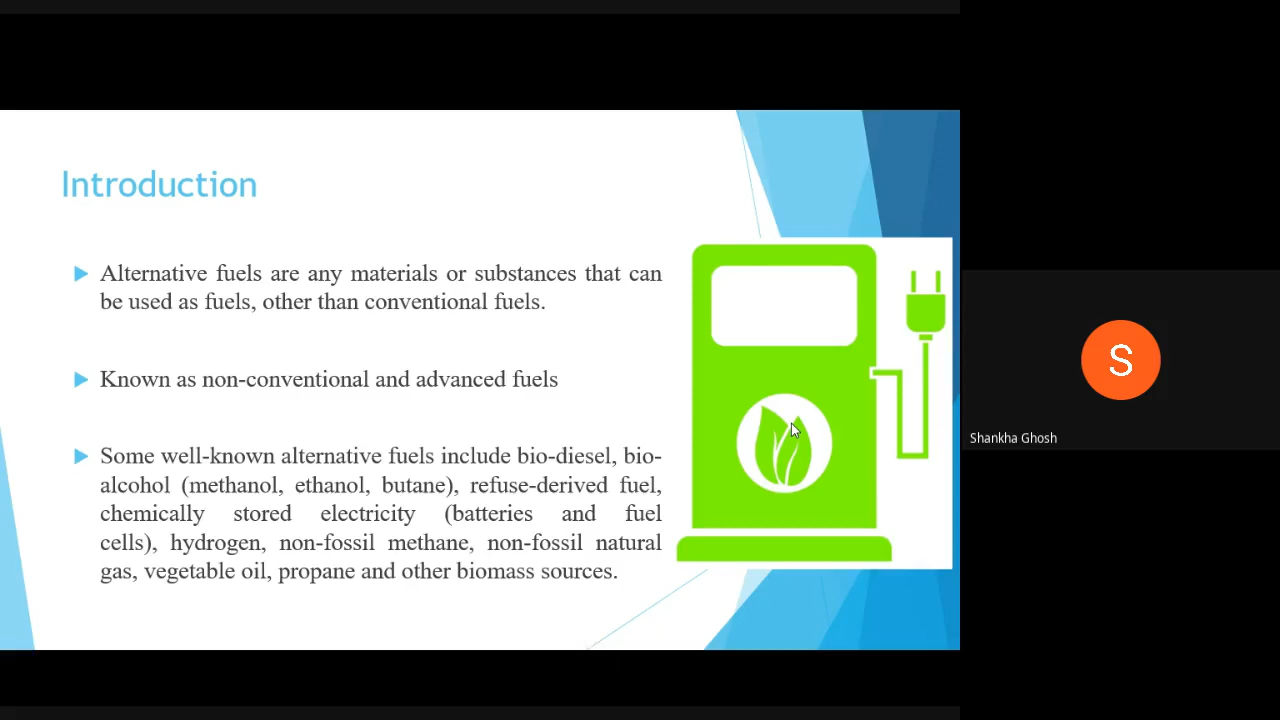 Introduction
Alternative fuels are any materials or substances that can
be used as fuels, other than conventional fuels.
Known as non-conventional and advanced fuels
Some well-known alternative fuels include bio-diesel, bio-
alcohol (methanol, ethanol, butane), refuse-derived fuel,
chemically stored electricity (batteries and fuel
cells), hydrogen, non-fossil methane, non-fossil natural
gas, vegetable oil, propane and other biomass sources.
S
Shankha Ghosh